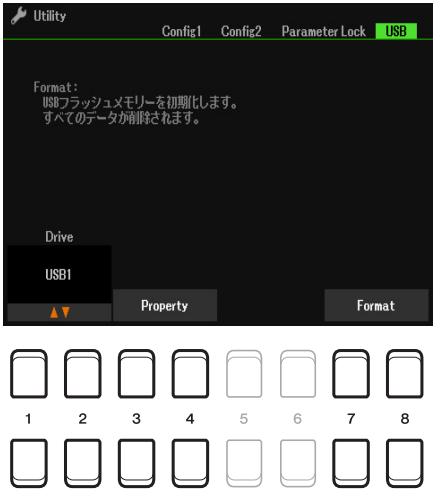 Utility
Config1 Config2 Parameter Lock USB
Format:
USBフラッシュメモリーを初期化します。
すべてのデータが削除されます。
Drive
USB1
Property Format
1 2 3 4 5 6 7 8